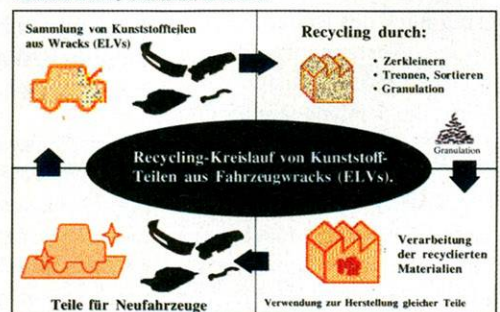 Sammlung von Kunststoffteilen
aus Wracks (ELVs)
Recycling durch:
• Zerkleinern
• Trennen, Sortieren
• Granulation
Granulation
Recycling-Kreislauf von Kunststoff-
Teilen aus Fahrzeugwracks (ELVs).
Verarbeitung
der recyclierten
Materialien
Teile für Neufahrzeuge
Verwendung zur Herstellung gleicher Teile